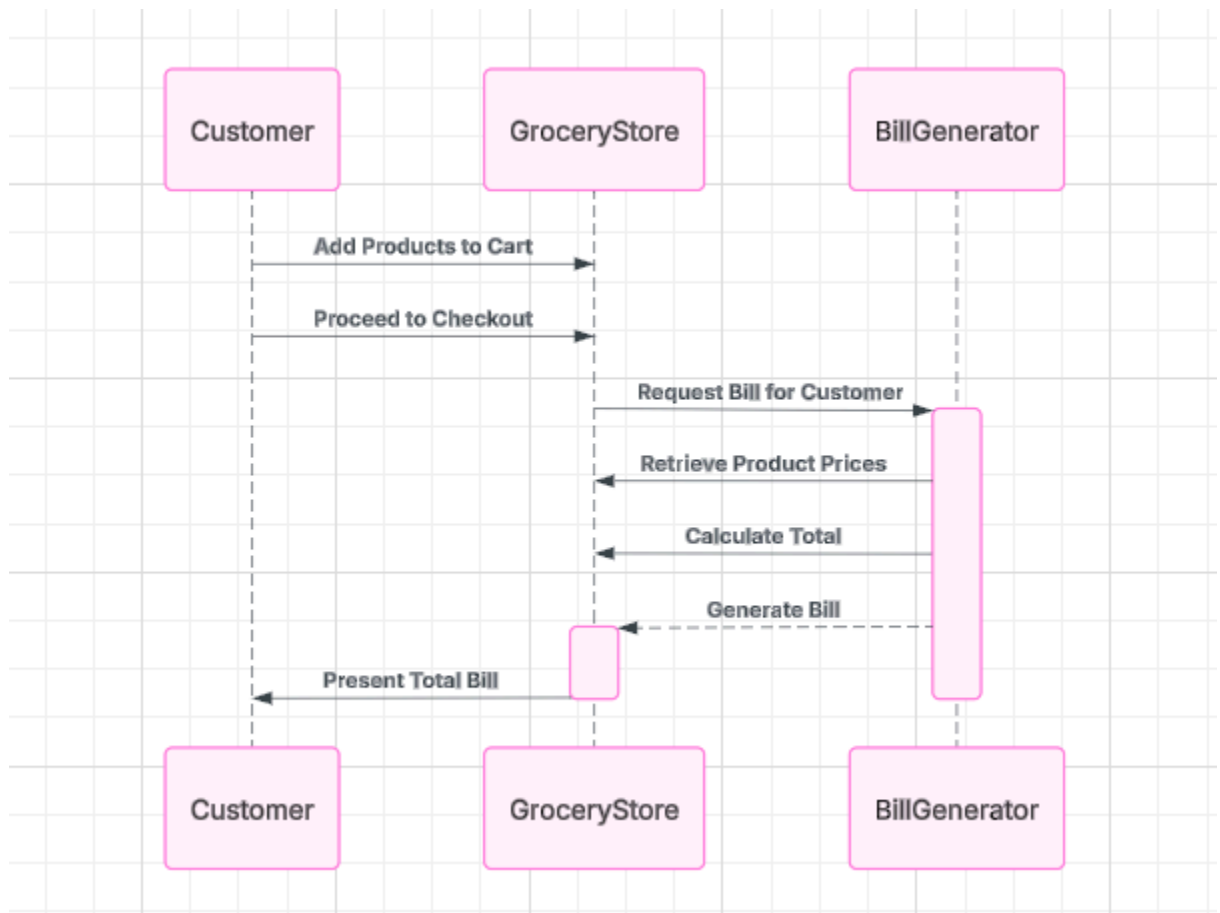 Customer
GroceryStore
BillGenerator
Add Products to Cart
Proceed to Checkout
Request Bill for Customer
Retrieve Product Prices
Calculate Total
Generate Bill
Present Total Bill
Customer
GroceryStore
BillGenerator